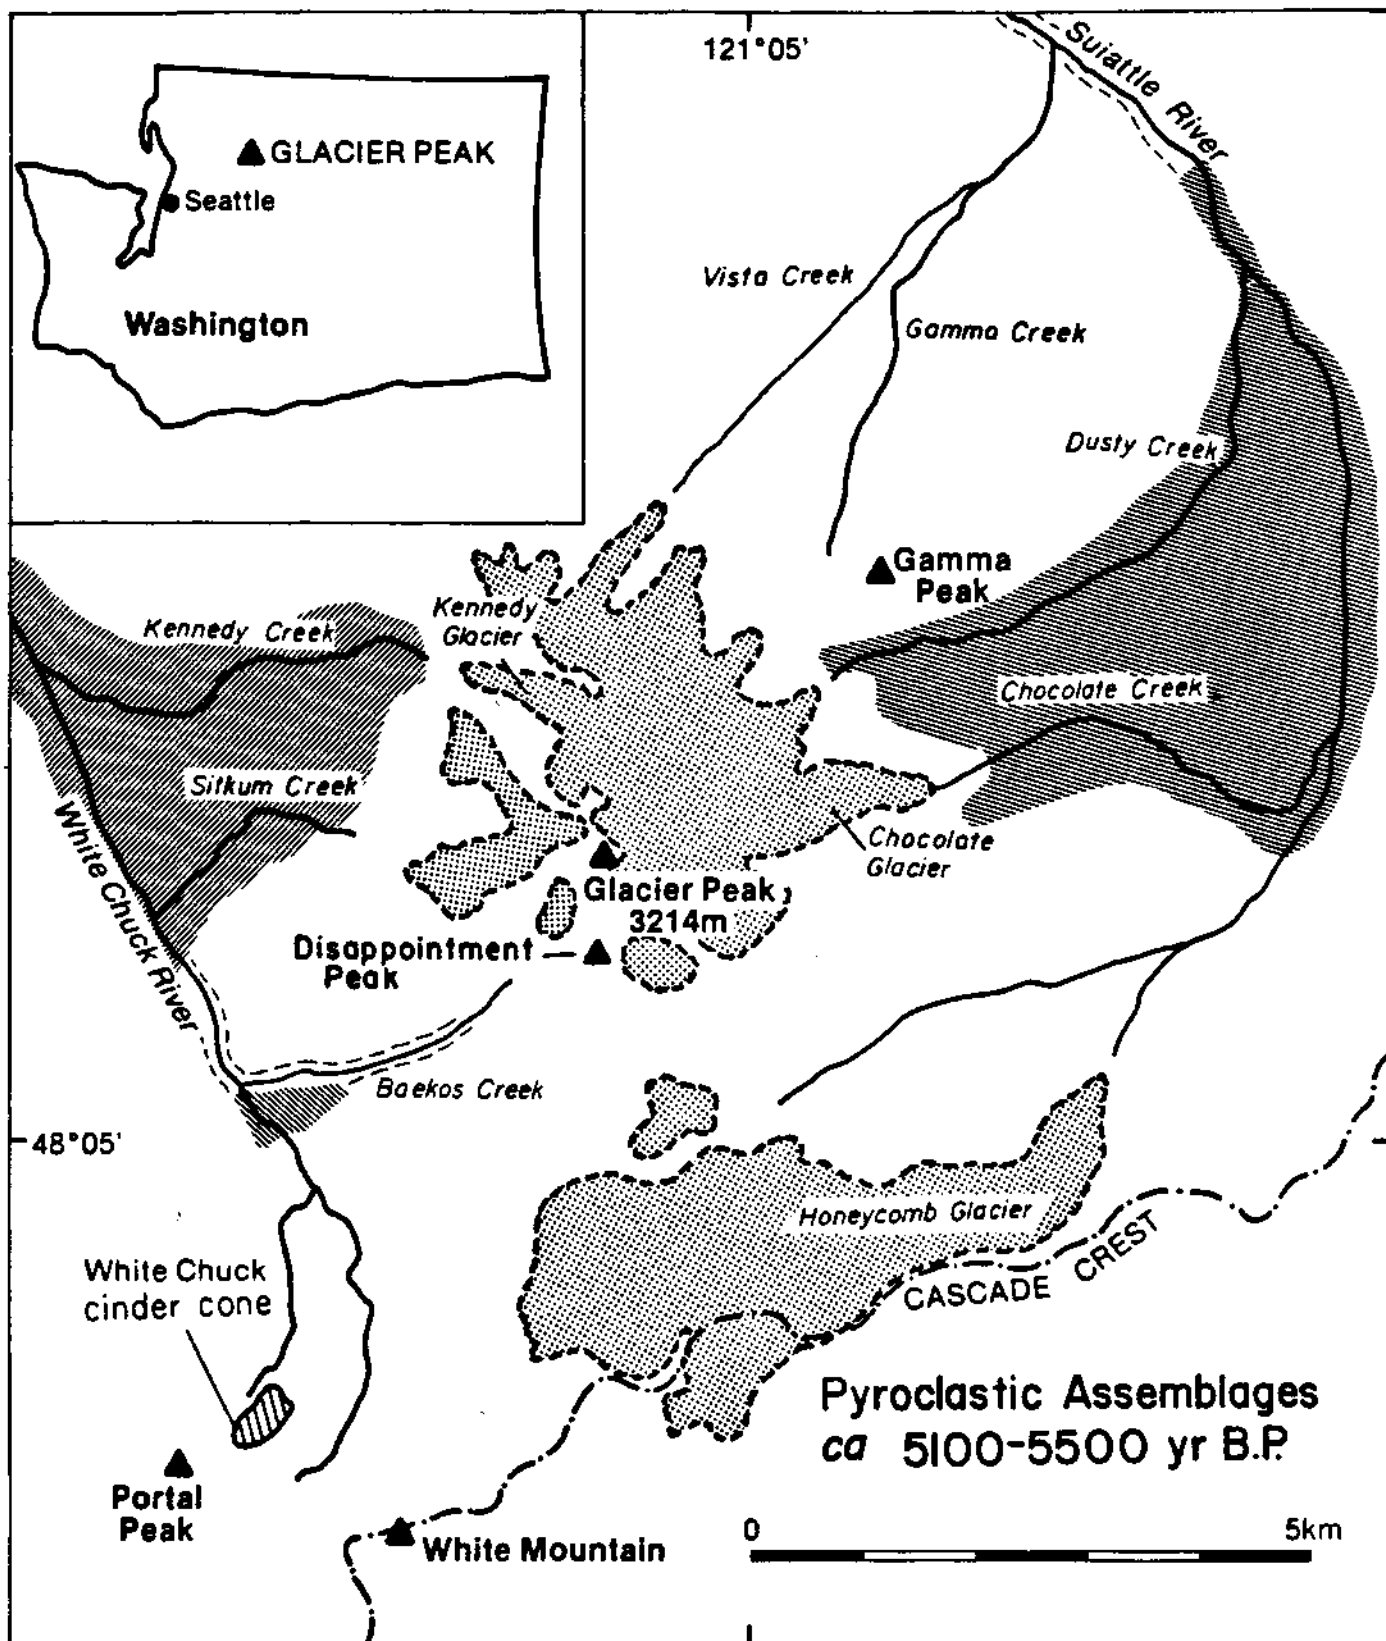 121°05'
Suiattle
River
GLACIER PEAK
Seattle
Washington
Vista Creek
Gamma Creek
Dusty Creek
Gamma
Peak
Kennedy
Glacier
Kennedy Creek
Chocolate Creek
Sitkum Creek
White Chuck River
Chocolate
Glacier
Glacier Peak
3214m
Disappointment
Peak
Baekos Creek
48°05'
Honeycomb Glacier
CASCADE CREST
White Chuck
cinder cone
Pyroclastic Assemblages
ca 5100-5500 yr B.P.
Portal
Peak
White Mountain
0 5km